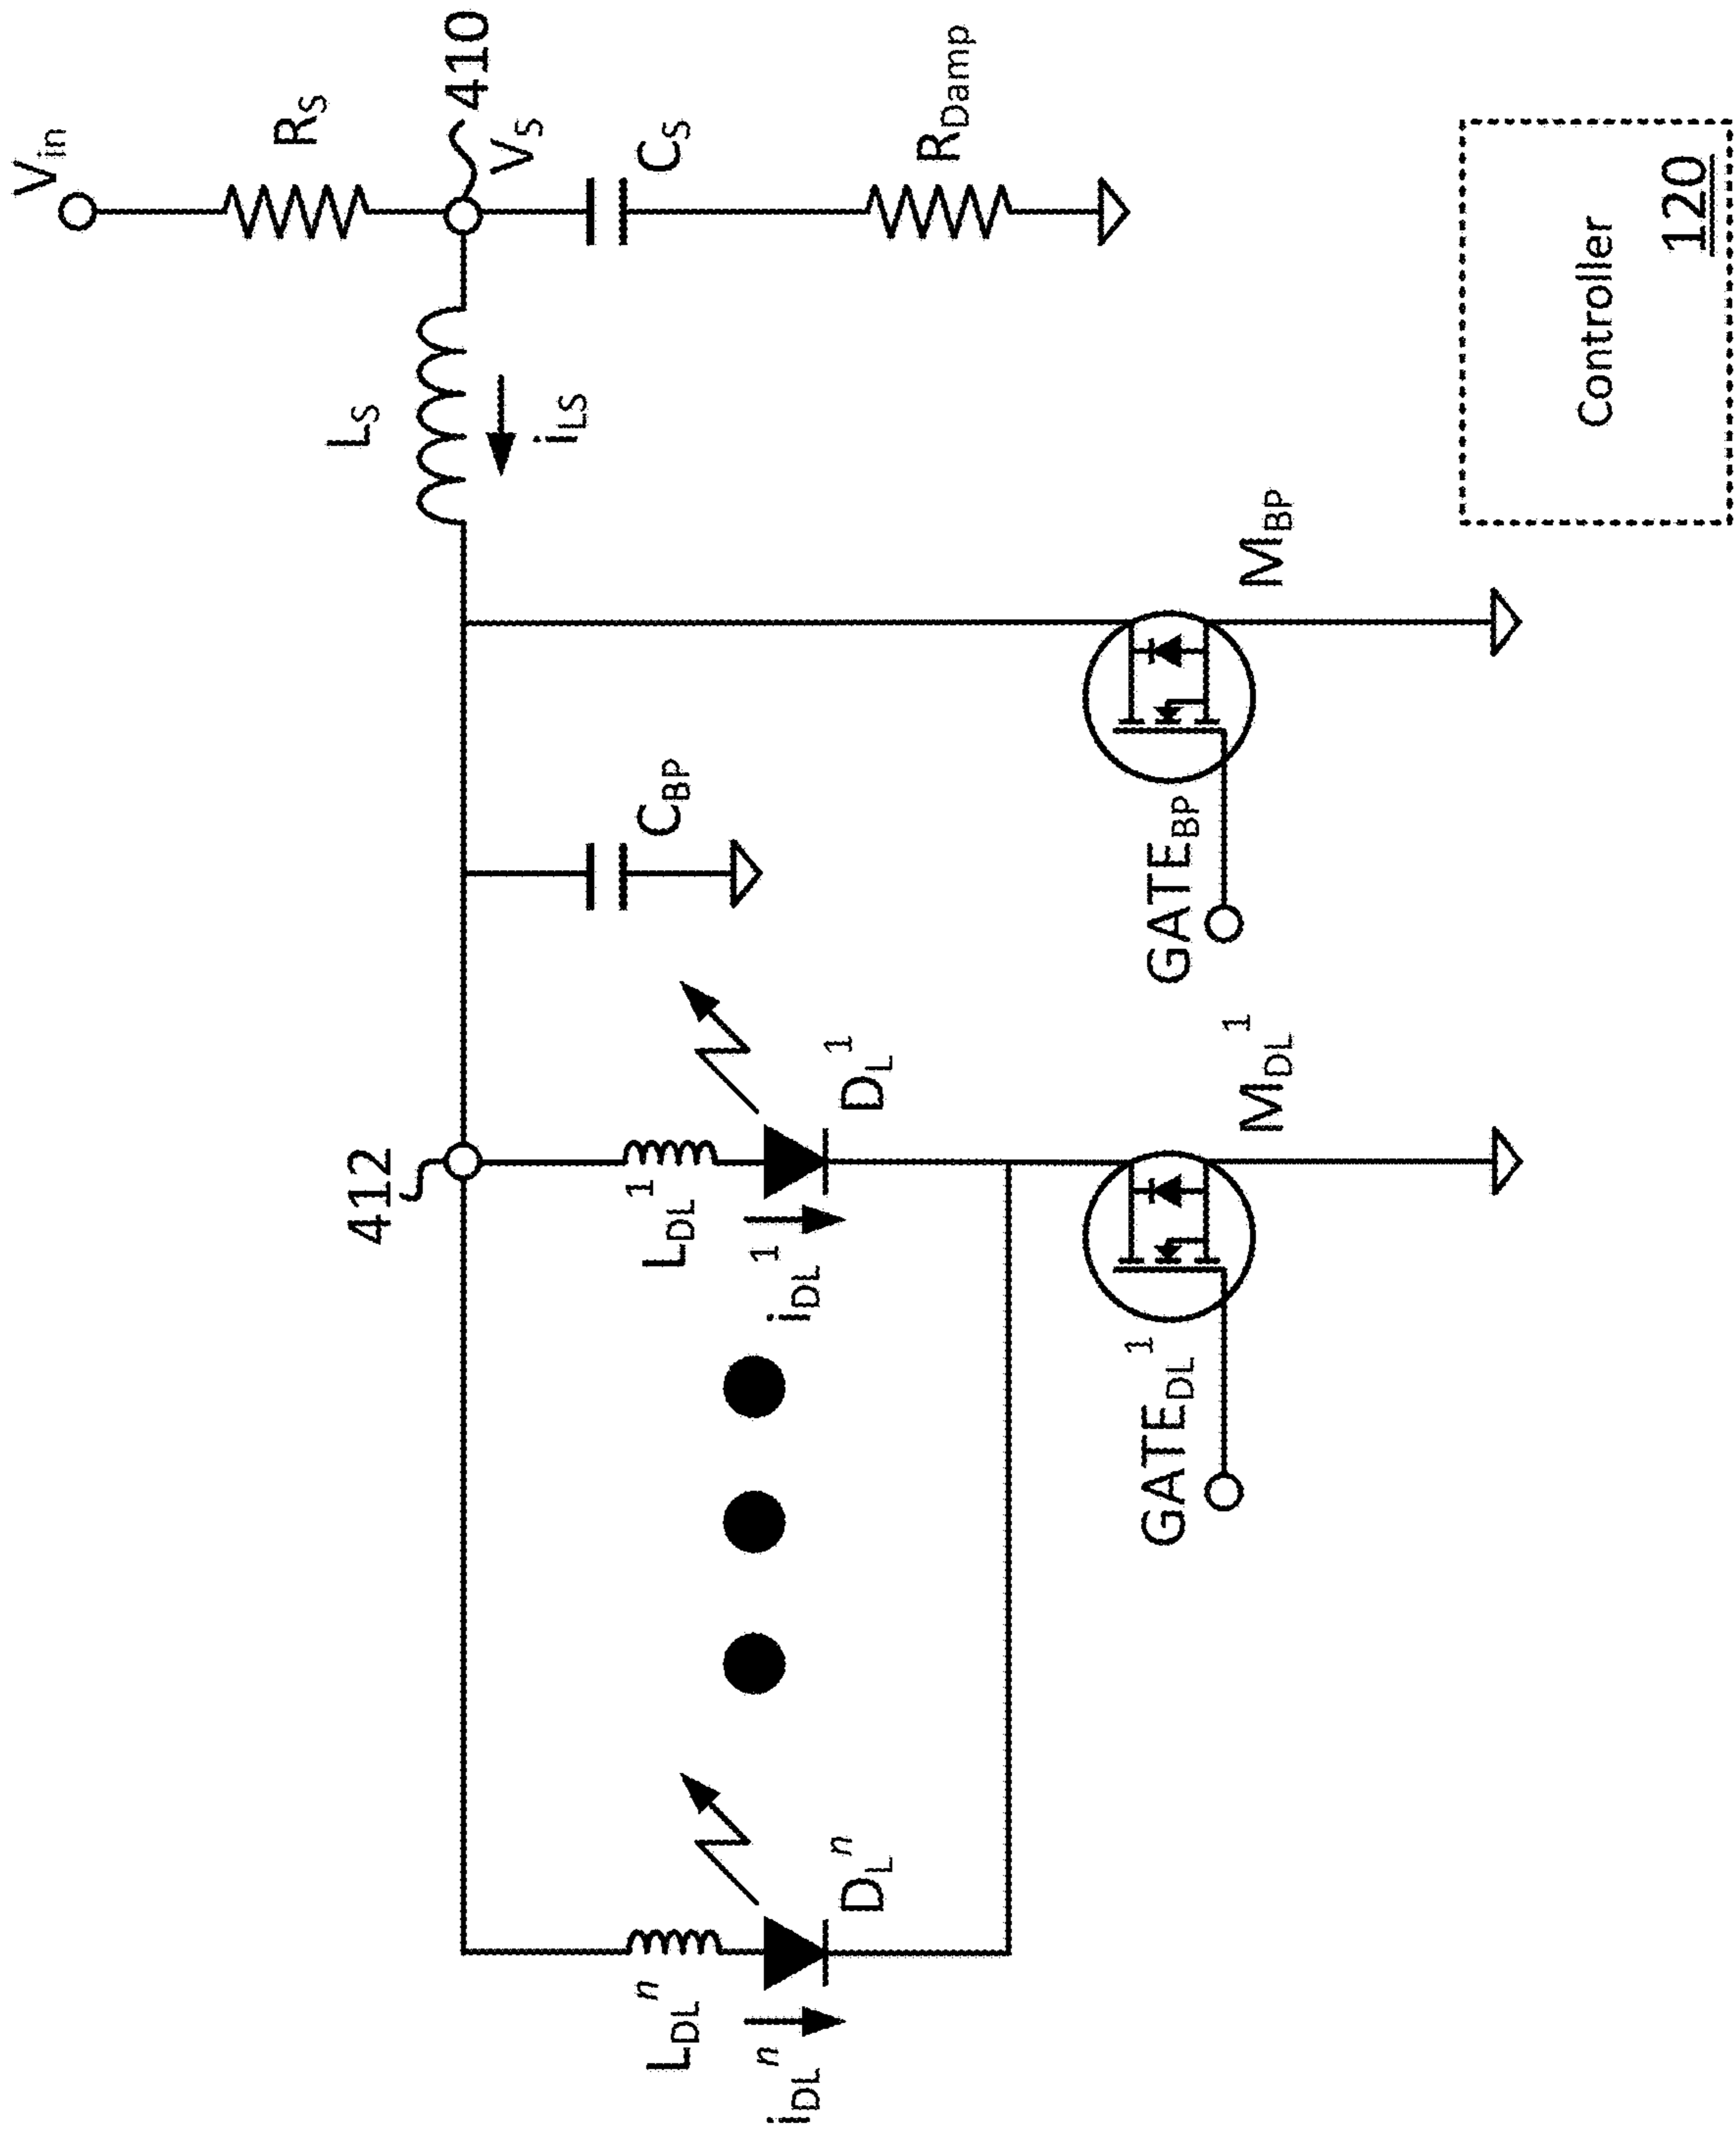 V_in
R_S
410
V_S
C_S
R_Damp
L_S
i_LS
412
C_BP
L_DL^1
i_DL^1
D_L^1
L_DL^n
i_DL^n
D_L^n
GATE_BP
M_BP
GATE_DL^1
M_DL^1
Controller
120